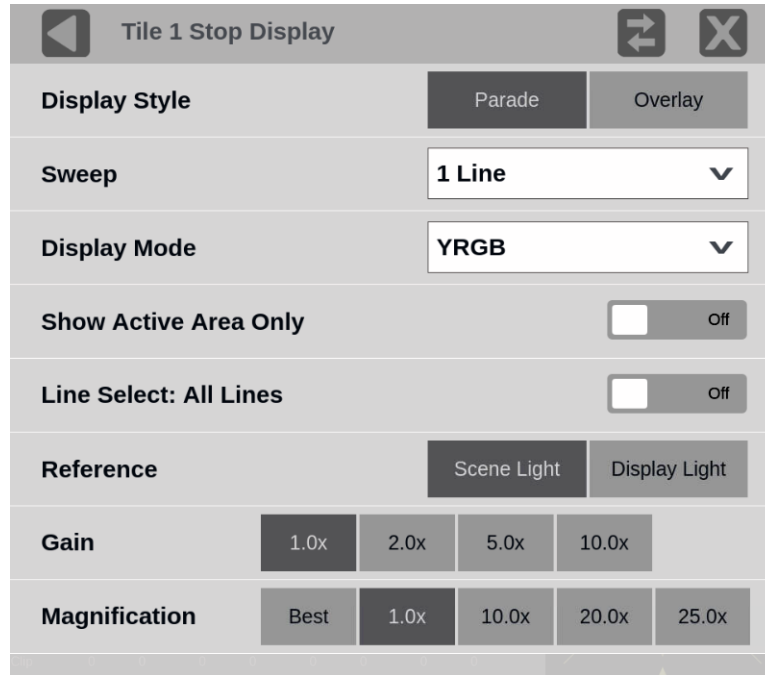 Tile 1 Stop Display
Display Style Parade Overlay
Sweep 1 Line
Display Mode YRGB
Show Active Area Only Off
Line Select: All Lines Off
Reference Scene Light Display Light
Gain 1.0x 2.0x 5.0x 10.0x
Magnification Best 1.0x 10.0x 20.0x 25.0x